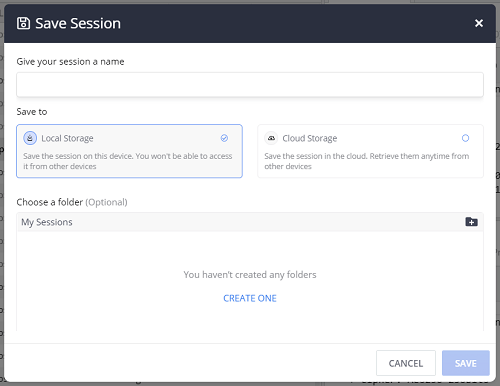 Save Session
Give your session a name
Save to
Local Storage
Save the session on this device. You won't be able to access
it from other devices
Cloud Storage
Save the session in the cloud. Retrieve them anytime from
other devices
Choose a folder (Optional)
My Sessions
You haven't created any folders
CREATE ONE
CANCEL
SAVE